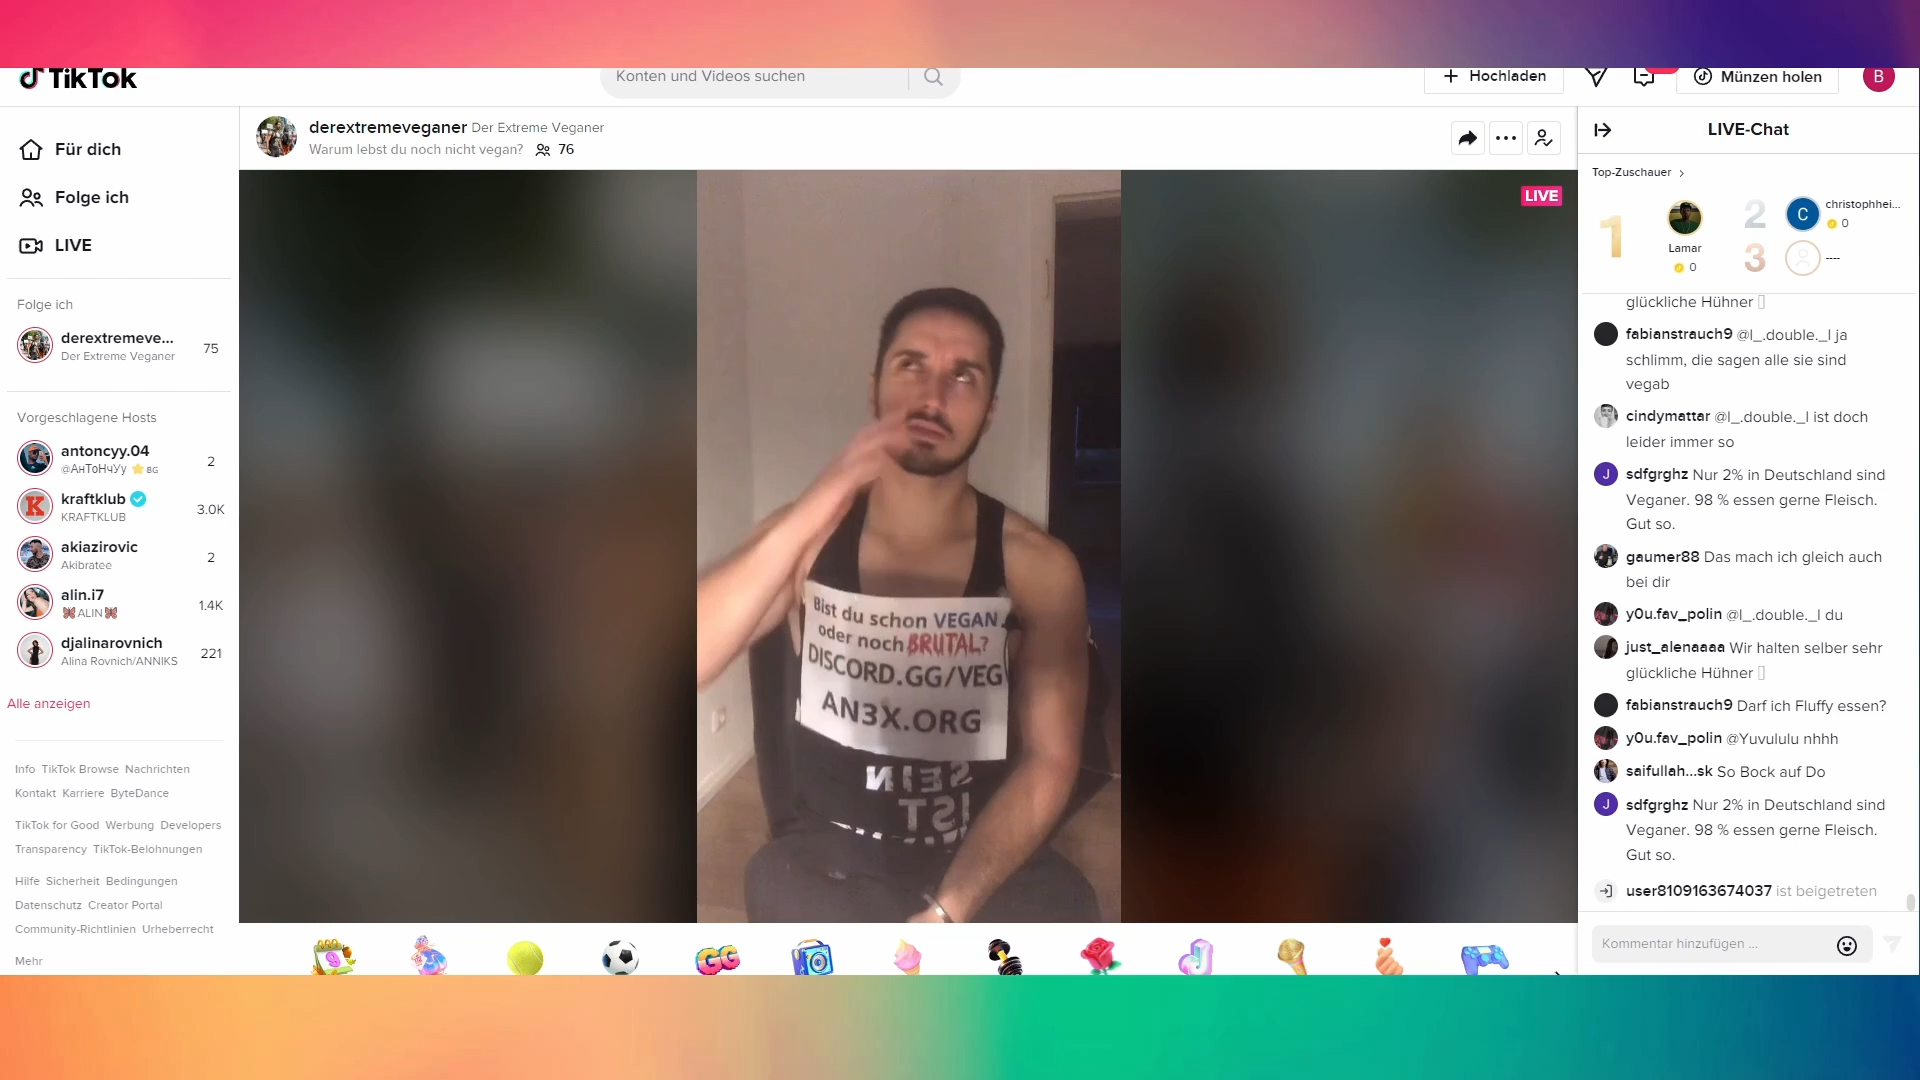 TikTok
Konten und Videos suchen
Hochladen
Münzen holen
B
Für dich
Folge ich
LIVE
Folge ich
derextremeve...
Der Extreme Veganer
75
Vorgeschlagene Hosts
antoncyy.04
@АнТоНчУу ⭐ BG
2
kraftklub
KRAFTKLUB
3.0K
akiazirovic
Akibratee
2
alin.i7
🦋ALIN🦋
1.4K
djalinarovnich
Alina Rovnich/ANNIKS
221
Alle anzeigen
Info TikTok Browse Nachrichten
Kontakt Karriere ByteDance
TikTok for Good Werbung Developers
Transparency TikTok-Belohnungen
Hilfe Sicherheit Bedingungen
Datenschutz Creator Portal
Community-Richtlinien Urheberrecht
Mehr
derextremeveganer Der Extreme Veganer
Warum lebst du noch nicht vegan? 76
LIVE
Bist du schon VEGAN
oder noch BRUTAL?
DISCORD.GG/VEG
AN3X.ORG
SEIN
IST
GG
LIVE-Chat
Top-Zuschauer
1
Lamar
0
2
C
christophhei...
0
3
----
glückliche Hühner
fabianstrauch9 @l_.double._l ja
schlimm, die sagen alle sie sind
vegab
cindymattar @l_.double._l ist doch
leider immer so
J
sdfgrghz Nur 2% in Deutschland sind
Veganer. 98 % essen gerne Fleisch.
Gut so.
gaumer88 Das mach ich gleich auch
bei dir
y0u.fav_polin @l_.double._l du
just_alenaaaa Wir halten selber sehr
glückliche Hühner
fabianstrauch9 Darf ich Fluffy essen?
y0u.fav_polin @Yuvululu nhhh
saifullah...sk So Bock auf Do
J
sdfgrghz Nur 2% in Deutschland sind
Veganer. 98 % essen gerne Fleisch.
Gut so.
user8109163674037 ist beigetreten
Kommentar hinzufügen ...